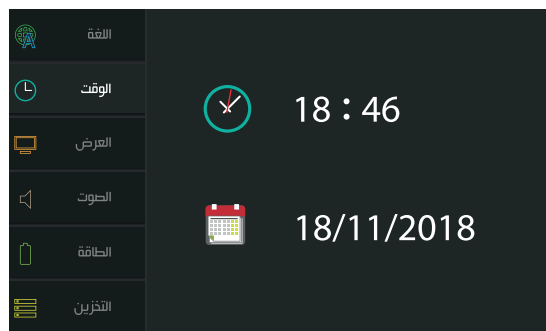 اللغة
الوقت
العرض
الصوت
الطاقة
التخزين
18 : 46
18/11/2018